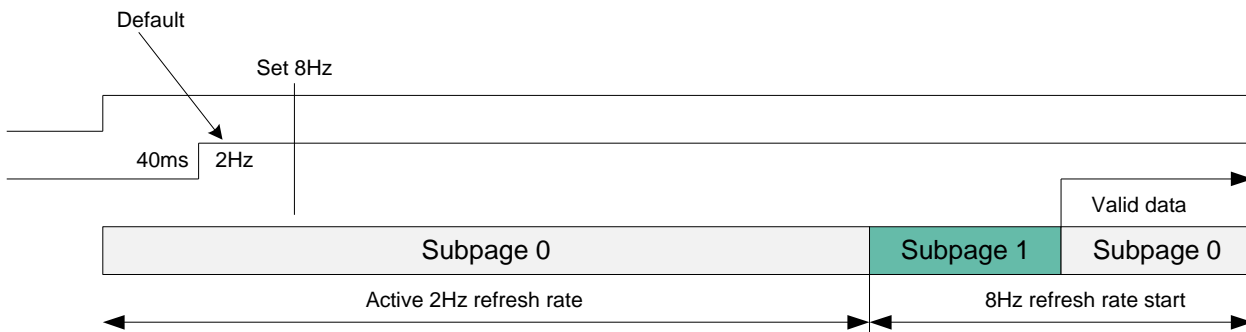 Default
Set 8Hz
40ms 2Hz
Valid data
Subpage 0 Subpage 1 Subpage 0
Active 2Hz refresh rate 8Hz refresh rate start